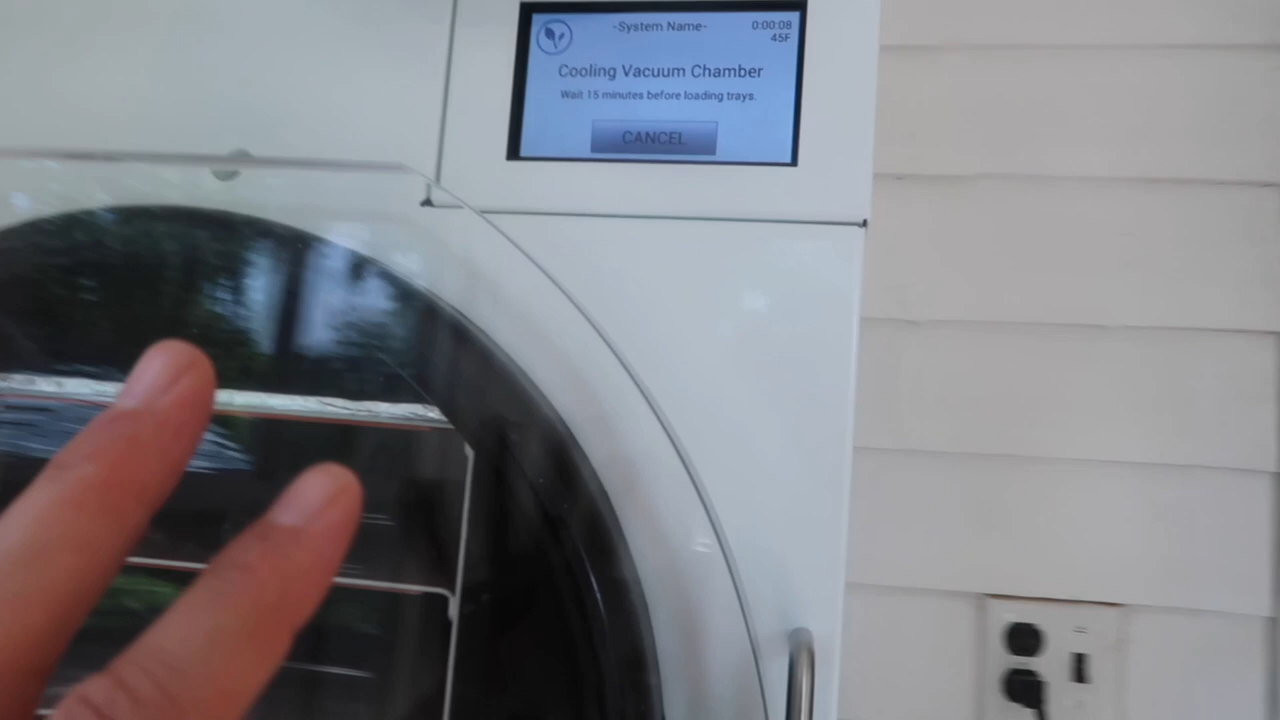 -System Name-
0:00:08
45F
Cooling Vacuum Chamber
Wait 15 minutes before loading trays.
CANCEL